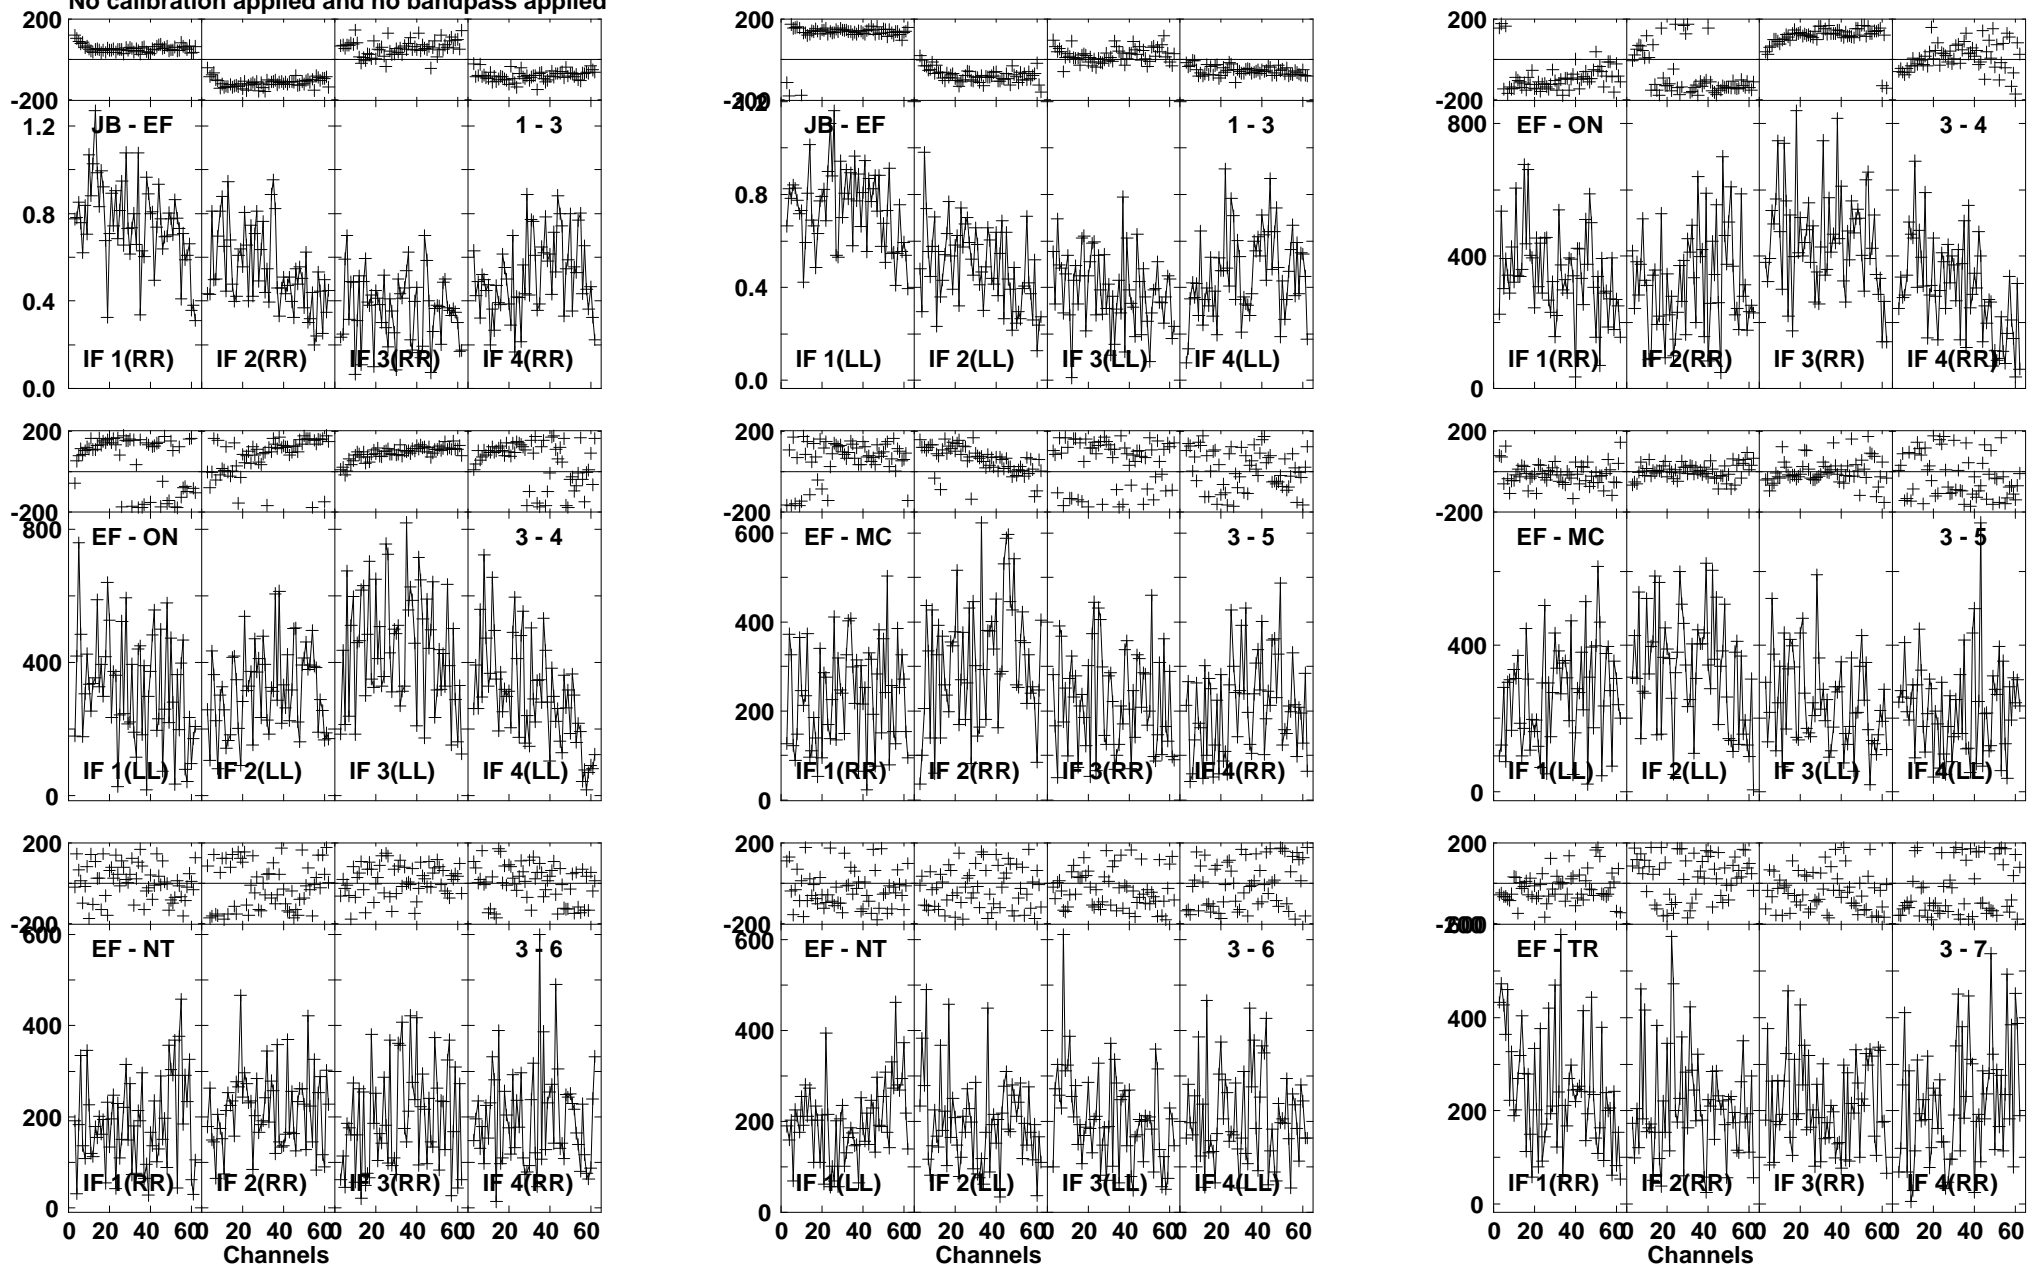 No calibration applied and no bandpass applied
200
-200
1.2
0.8
0.4
0.0
JB - EF
1 - 3
IF 1(RR)
IF 2(RR)
IF 3(RR)
IF 4(RR)
200
-200
1.2
0.8
0.4
0.0
JB - EF
1 - 3
IF 1(LL)
IF 2(LL)
IF 3(LL)
IF 4(LL)
200
-200
800
400
0
EF - ON
3 - 4
IF 1(RR)
IF 2(RR)
IF 3(RR)
IF 4(RR)
200
-200
800
400
0
EF - ON
3 - 4
IF 1(LL)
IF 2(LL)
IF 3(LL)
IF 4(LL)
200
-200
600
400
200
0
EF - MC
3 - 5
IF 1(RR)
IF 2(RR)
IF 3(RR)
IF 4(RR)
200
-200
400
0
EF - MC
3 - 5
IF 1(LL)
IF 2(LL)
IF 3(LL)
IF 4(LL)
200
-200
600
400
200
0
EF - NT
3 - 6
IF 1(RR)
IF 2(RR)
IF 3(RR)
IF 4(RR)
0 20 40 60 0 20 40 60 0 20 40 60 0 20 40 60
Channels
200
-200
600
400
200
0
EF - NT
3 - 6
IF 1(LL)
IF 2(LL)
IF 3(LL)
IF 4(LL)
0 20 40 60 0 20 40 60 0 20 40 60 0 20 40 60
Channels
200
-200
600
400
200
0
EF - TR
3 - 7
IF 1(RR)
IF 2(RR)
IF 3(RR)
IF 4(RR)
0 20 40 60 0 20 40 60 0 20 40 60 0 20 40 60
Channels